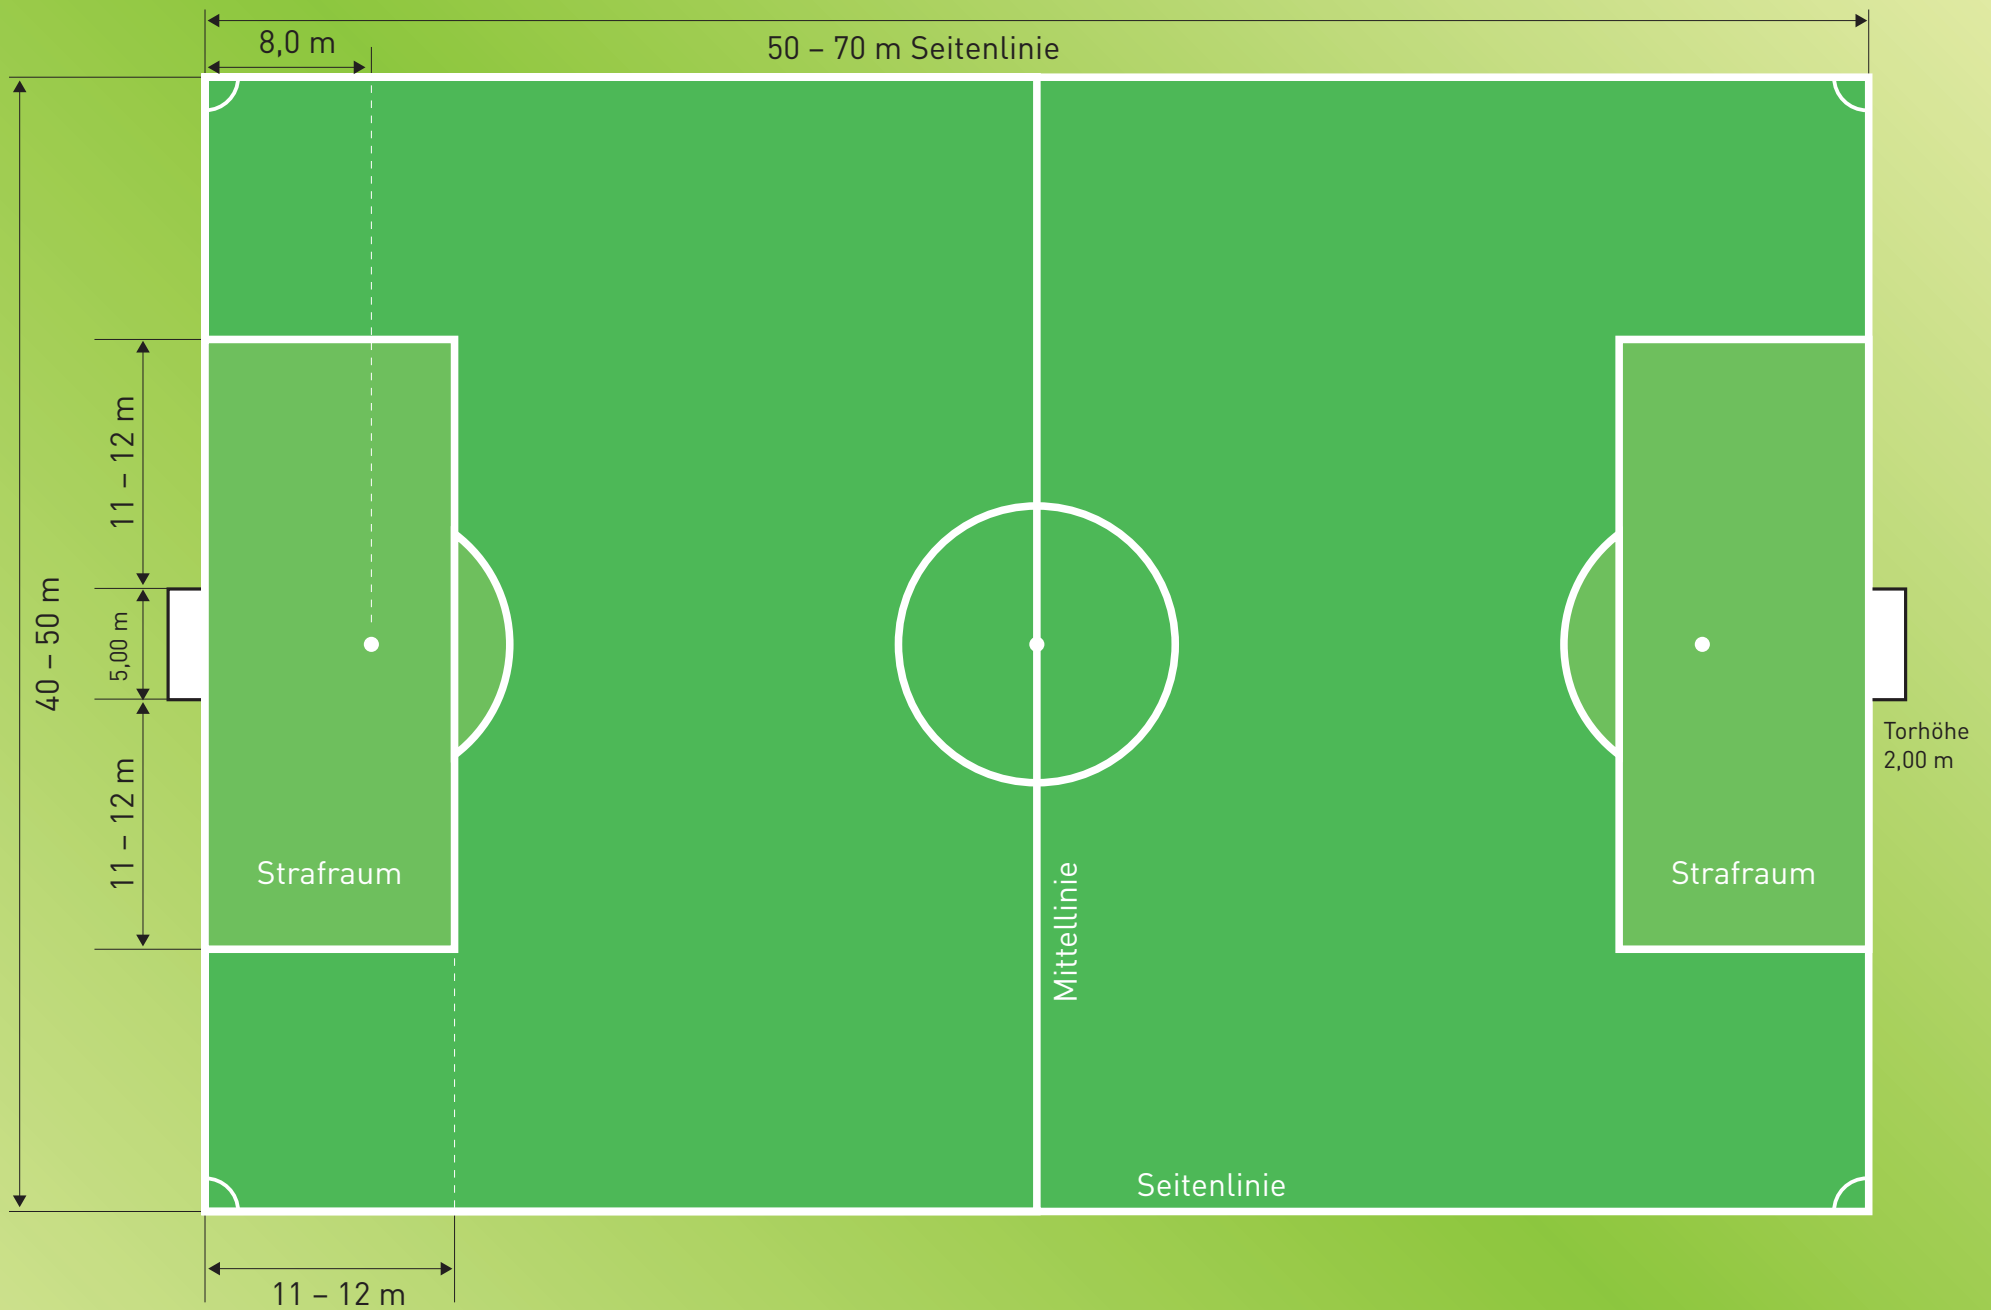 8,0 m
50 – 70 m Seitenlinie
11 – 12 m
40 – 50 m
5,00 m
11 – 12 m
Torhöhe
2,00 m
Strafraum
Mittellinie
Strafraum
Seitenlinie
11 – 12 m